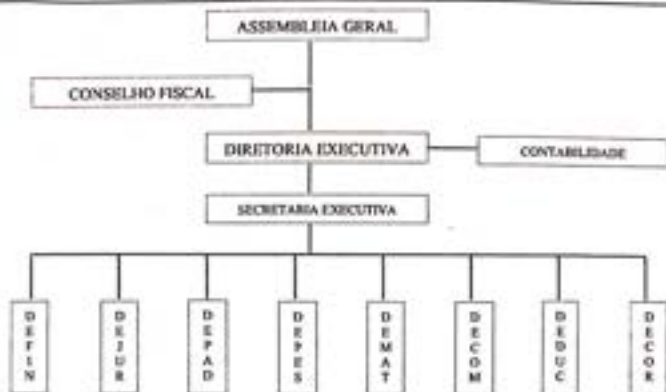 ASSEMBLEIA GERAL
CONSELHO FISCAL
DIRETORIA EXECUTIVA
CONTABILIDADE
SECRETARIA EXECUTIVA
DEFIN
DEJUR
DEPAD
DEPES
DEMAT
DECOM
DEDUC
DECOR